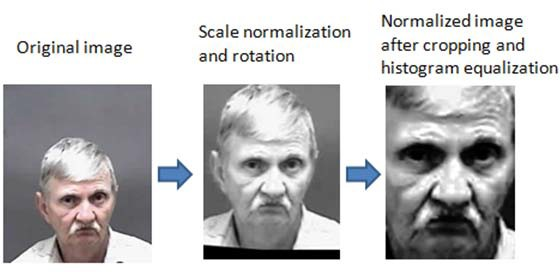 Original image
Scale normalization
and rotation
Normalized image
after cropping and
histogram equalization